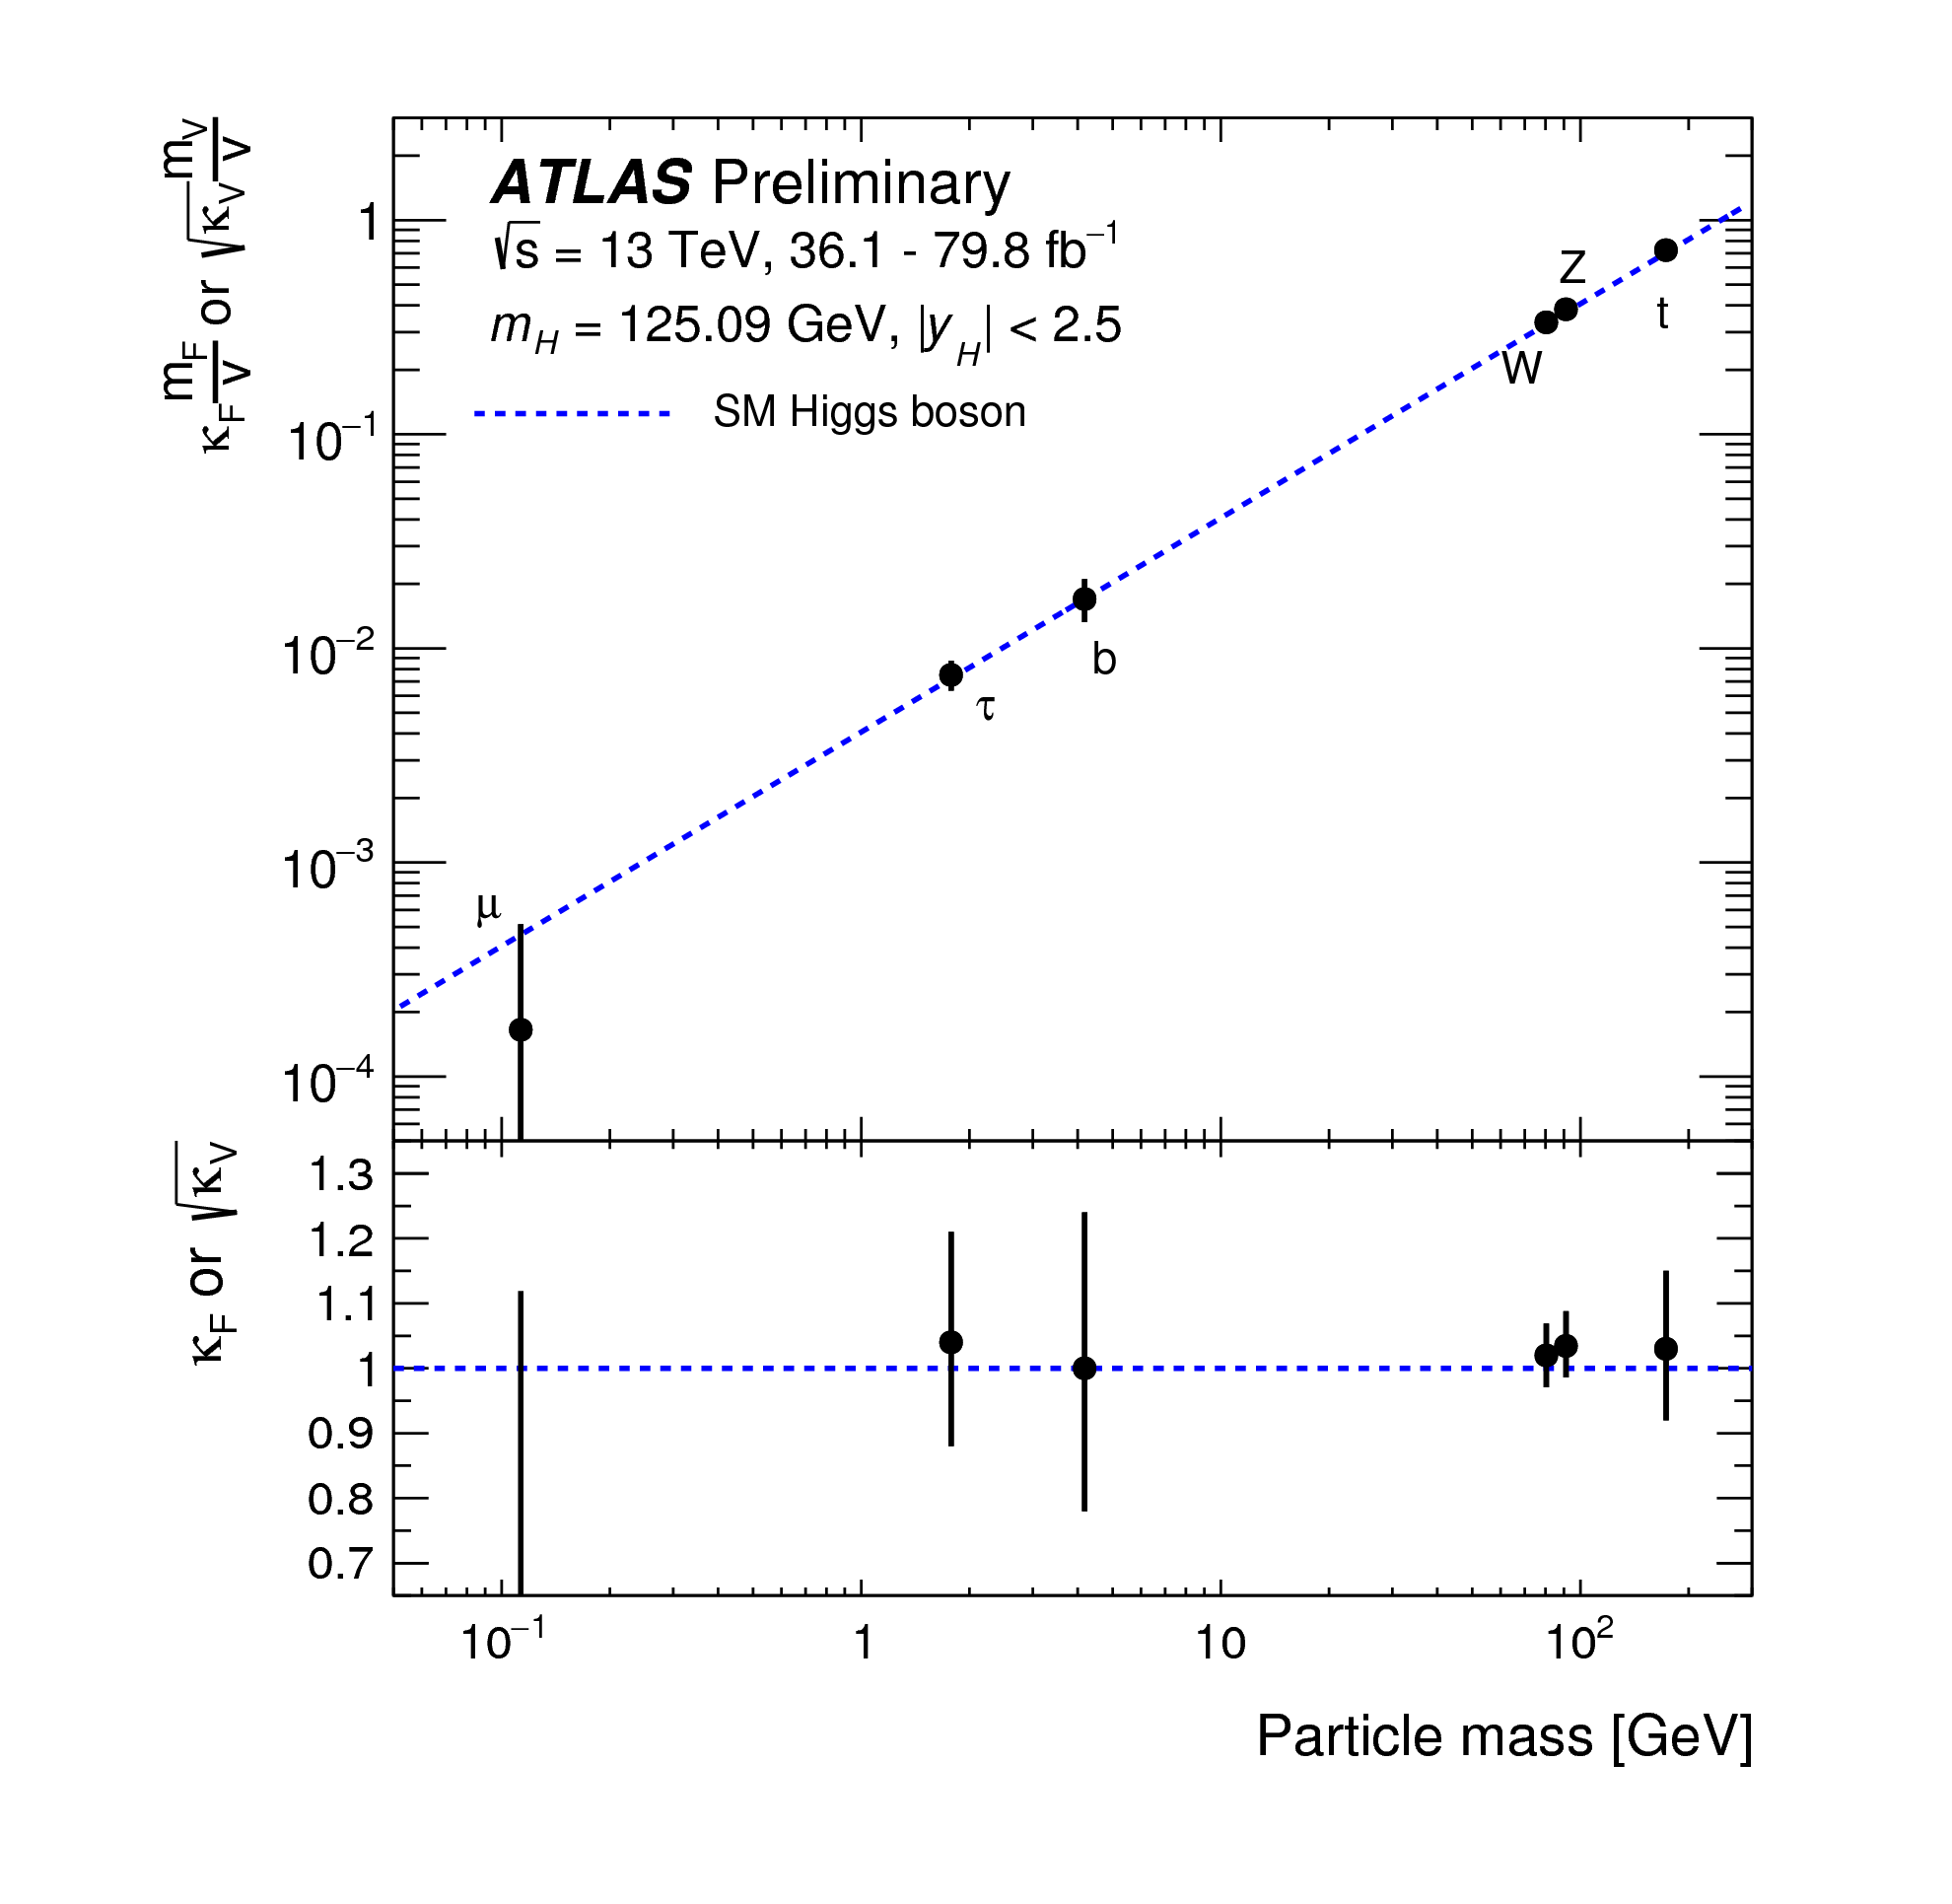 κ_F m_F/v or √κ_V m_V/v
ATLAS Preliminary
√s = 13 TeV, 36.1 - 79.8 fb⁻¹
m_H = 125.09 GeV, |y_H| < 2.5
SM Higgs boson
1
10⁻¹
10⁻²
10⁻³
10⁻⁴
Z
W
t
b
τ
μ
κ_F or √κ_V
1.3
1.2
1.1
1
0.9
0.8
0.7
10⁻¹ 1 10 10²
Particle mass [GeV]